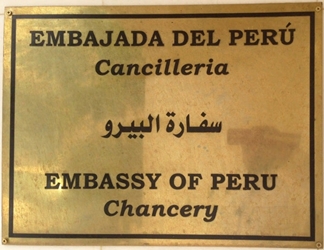 EMBAJADA DEL PERÚ
Cancilleria
سفارة البيرو
EMBASSY OF PERU
Chancery